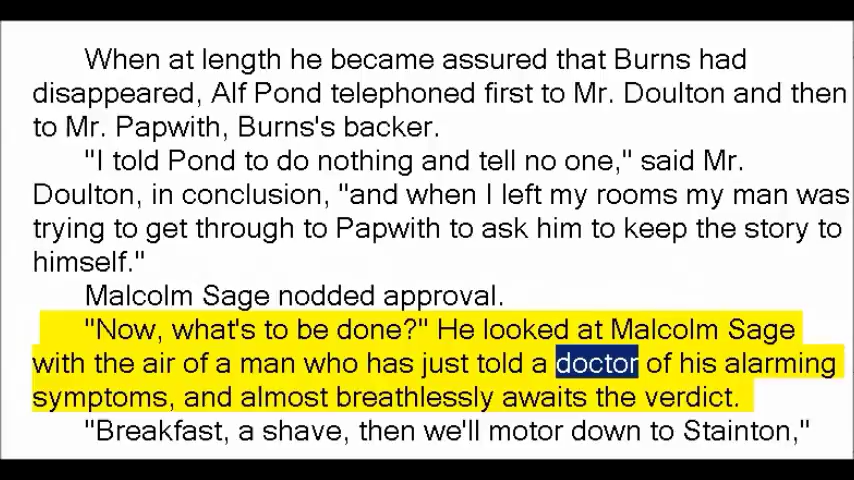 When at length he became assured that Burns had
disappeared, Alf Pond telephoned first to Mr. Doulton and then
to Mr. Papwith, Burns's backer.
"I told Pond to do nothing and tell no one," said Mr.
Doulton, in conclusion, "and when I left my rooms my man was
trying to get through to Papwith to ask him to keep the story to
himself."
Malcolm Sage nodded approval.
"Now, what's to be done?" He looked at Malcolm Sage
with the air of a man who has just told a doctor of his alarming
symptoms, and almost breathlessly awaits the verdict.
"Breakfast, a shave, then we'll motor down to Stainton,"